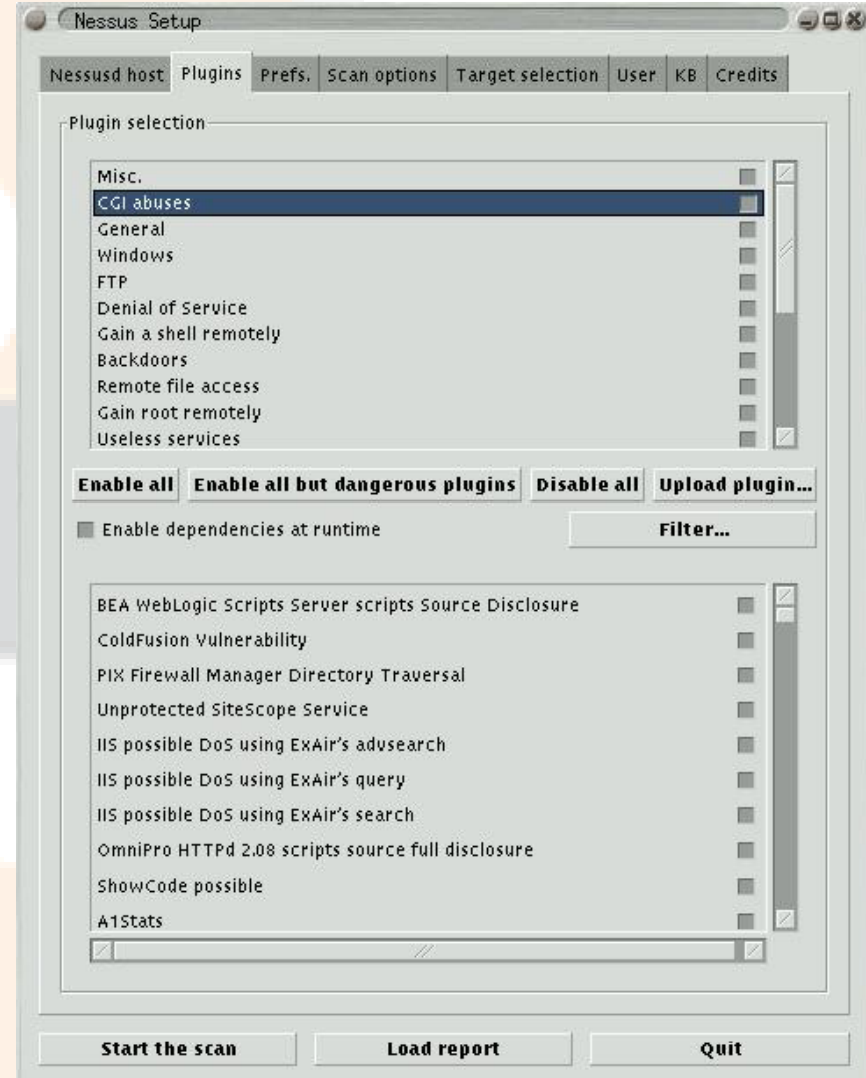 Nessus Setup
Nessusd host Plugins Prefs. Scan options Target selection User KB Credits
Plugin selection
Misc.
CGI abuses
General
Windows
FTP
Denial of Service
Gain a shell remotely
Backdoors
Remote file access
Gain root remotely
Useless services
Enable all Enable all but dangerous plugins Disable all Upload plugin...
Enable dependencies at runtime Filter...
BEA WebLogic Scripts Server scripts Source Disclosure
ColdFusion Vulnerability
PIX Firewall Manager Directory Traversal
Unprotected SiteScope Service
IIS possible DoS using ExAir's advsearch
IIS possible DoS using ExAir's query
IIS possible DoS using ExAir's search
OmniPro HTTPd 2.08 scripts source full disclosure
ShowCode possible
A1Stats
Start the scan Load report Quit